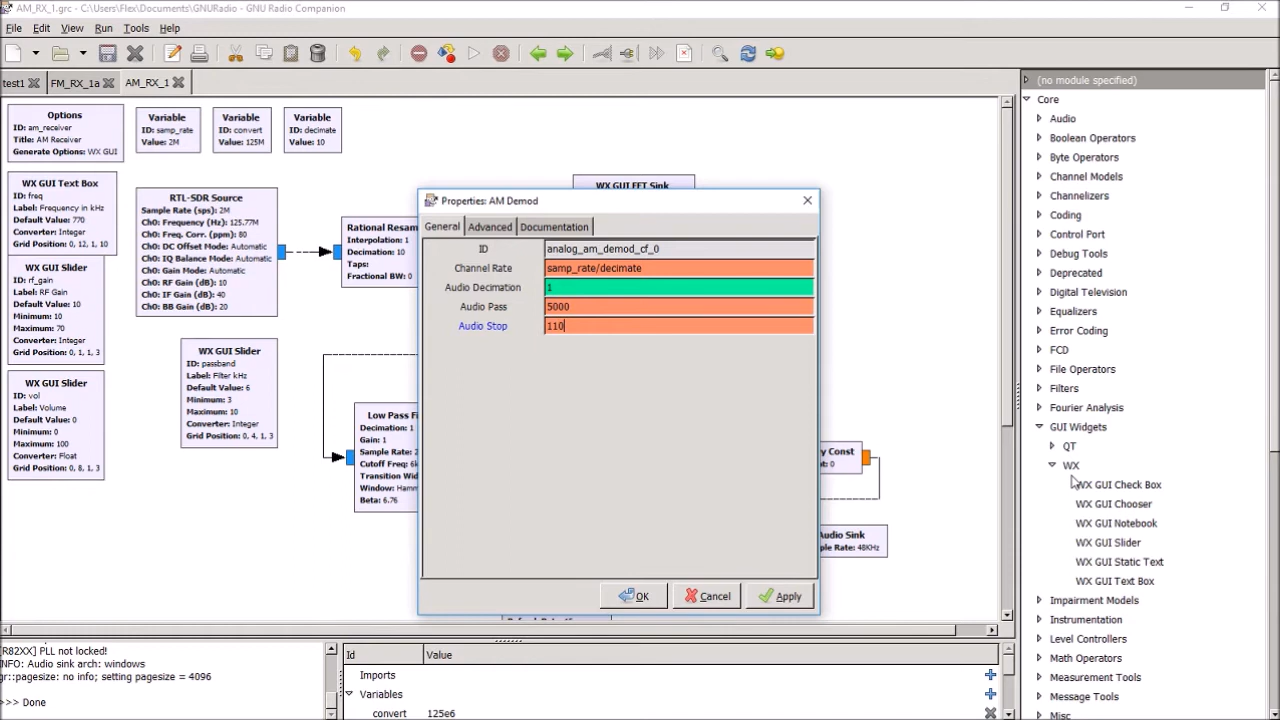 AM_RX_1.grc - C:\Users\Flex\Documents\GNURadio - GNU Radio Companion
File Edit View Run Tools Help
test1 FM_RX_1a AM_RX_1
Options
ID: am_receiver
Title: AM Receiver
Generate Options: WX GUI
Variable
ID: samp_rate
Value: 2M
Variable
ID: convert
Value: 125M
Variable
ID: decimate
Value: 10
WX GUI Text Box
ID: freq
Label: Frequency in kHz
Default Value: 770
Converter: Integer
Grid Position: 0, 12, 1, 10
WX GUI Slider
ID: rf_gain
Label: RF Gain
Default Value: 10
Minimum: 10
Maximum: 70
Converter: Integer
Grid Position: 0, 1, 1, 3
WX GUI Slider
ID: vol
Label: Volume
Default Value: 0
Minimum: 0
Maximum: 100
Converter: Float
Grid Position: 0, 8, 1, 3
RTL-SDR Source
Sample Rate (sps): 2M
Ch0: Frequency (Hz): 125.77M
Ch0: Freq. Corr. (ppm): 80
Ch0: DC Offset Mode: Automatic
Ch0: IQ Balance Mode: Automatic
Ch0: Gain Mode: Automatic
Ch0: RF Gain (dB): 10
Ch0: IF Gain (dB): 40
Ch0: BB Gain (dB): 20
WX GUI Slider
ID: passband
Label: Filter kHz
Default Value: 6
Minimum: 3
Maximum: 10
Converter: Integer
Grid Position: 0, 4, 1, 3
Rational Resam
Interpolation: 1
Decimation: 10
Taps:
Fractional BW: 0
Low Pass Fi
Decimation: 1
Gain: 1
Sample Rate: 2
Cutoff Freq: 6k
Transition Wid
Window: Hamm
Beta: 6.76
WX GUI FFT Sink
Properties: AM Demod
General Advanced Documentation
ID analog_am_demod_cf_0
Channel Rate samp_rate/decimate
Audio Decimation 1
Audio Pass 5000
Audio Stop 110
OK Cancel Apply
y Const
nt: 0
Audio Sink
ple Rate: 48KHz
(no module specified)
Core
Audio
Boolean Operators
Byte Operators
Channel Models
Channelizers
Coding
Control Port
Debug Tools
Deprecated
Digital Television
Equalizers
Error Coding
FCD
File Operators
Filters
Fourier Analysis
GUI Widgets
QT
WX
WX GUI Check Box
WX GUI Chooser
WX GUI Notebook
WX GUI Slider
WX GUI Static Text
WX GUI Text Box
Impairment Models
Instrumentation
Level Controllers
Math Operators
Measurement Tools
Message Tools
Misc
[R82XX] PLL not locked!
INFO: Audio sink arch: windows
gr::pagesize: no info; setting pagesize = 4096
>>> Done
Id Value
Imports
Variables
convert 125e6